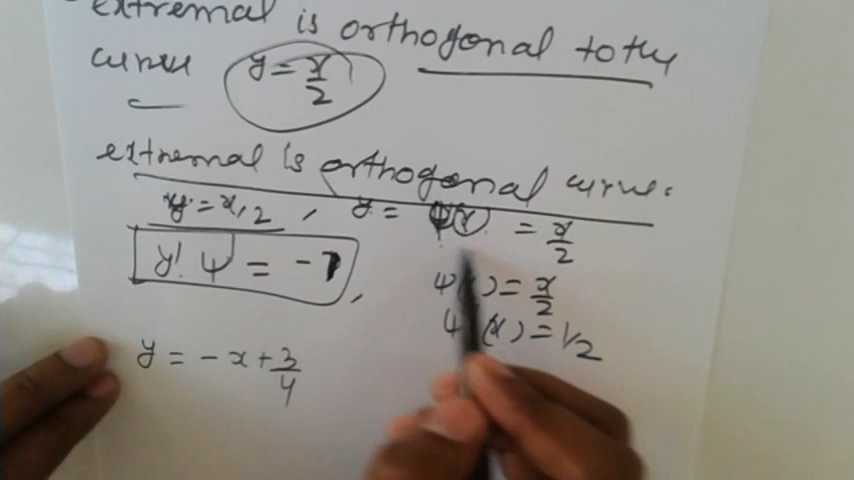 extremal is orthogonal to the
curve y = x/2
extremal is orthogonal curve.
y = x/2 , y = ψ(x) = x/2
y' ψ' = -1 ,
ψ( ) = x/2
ψ (x) = 1/2
y = -x + 3/4